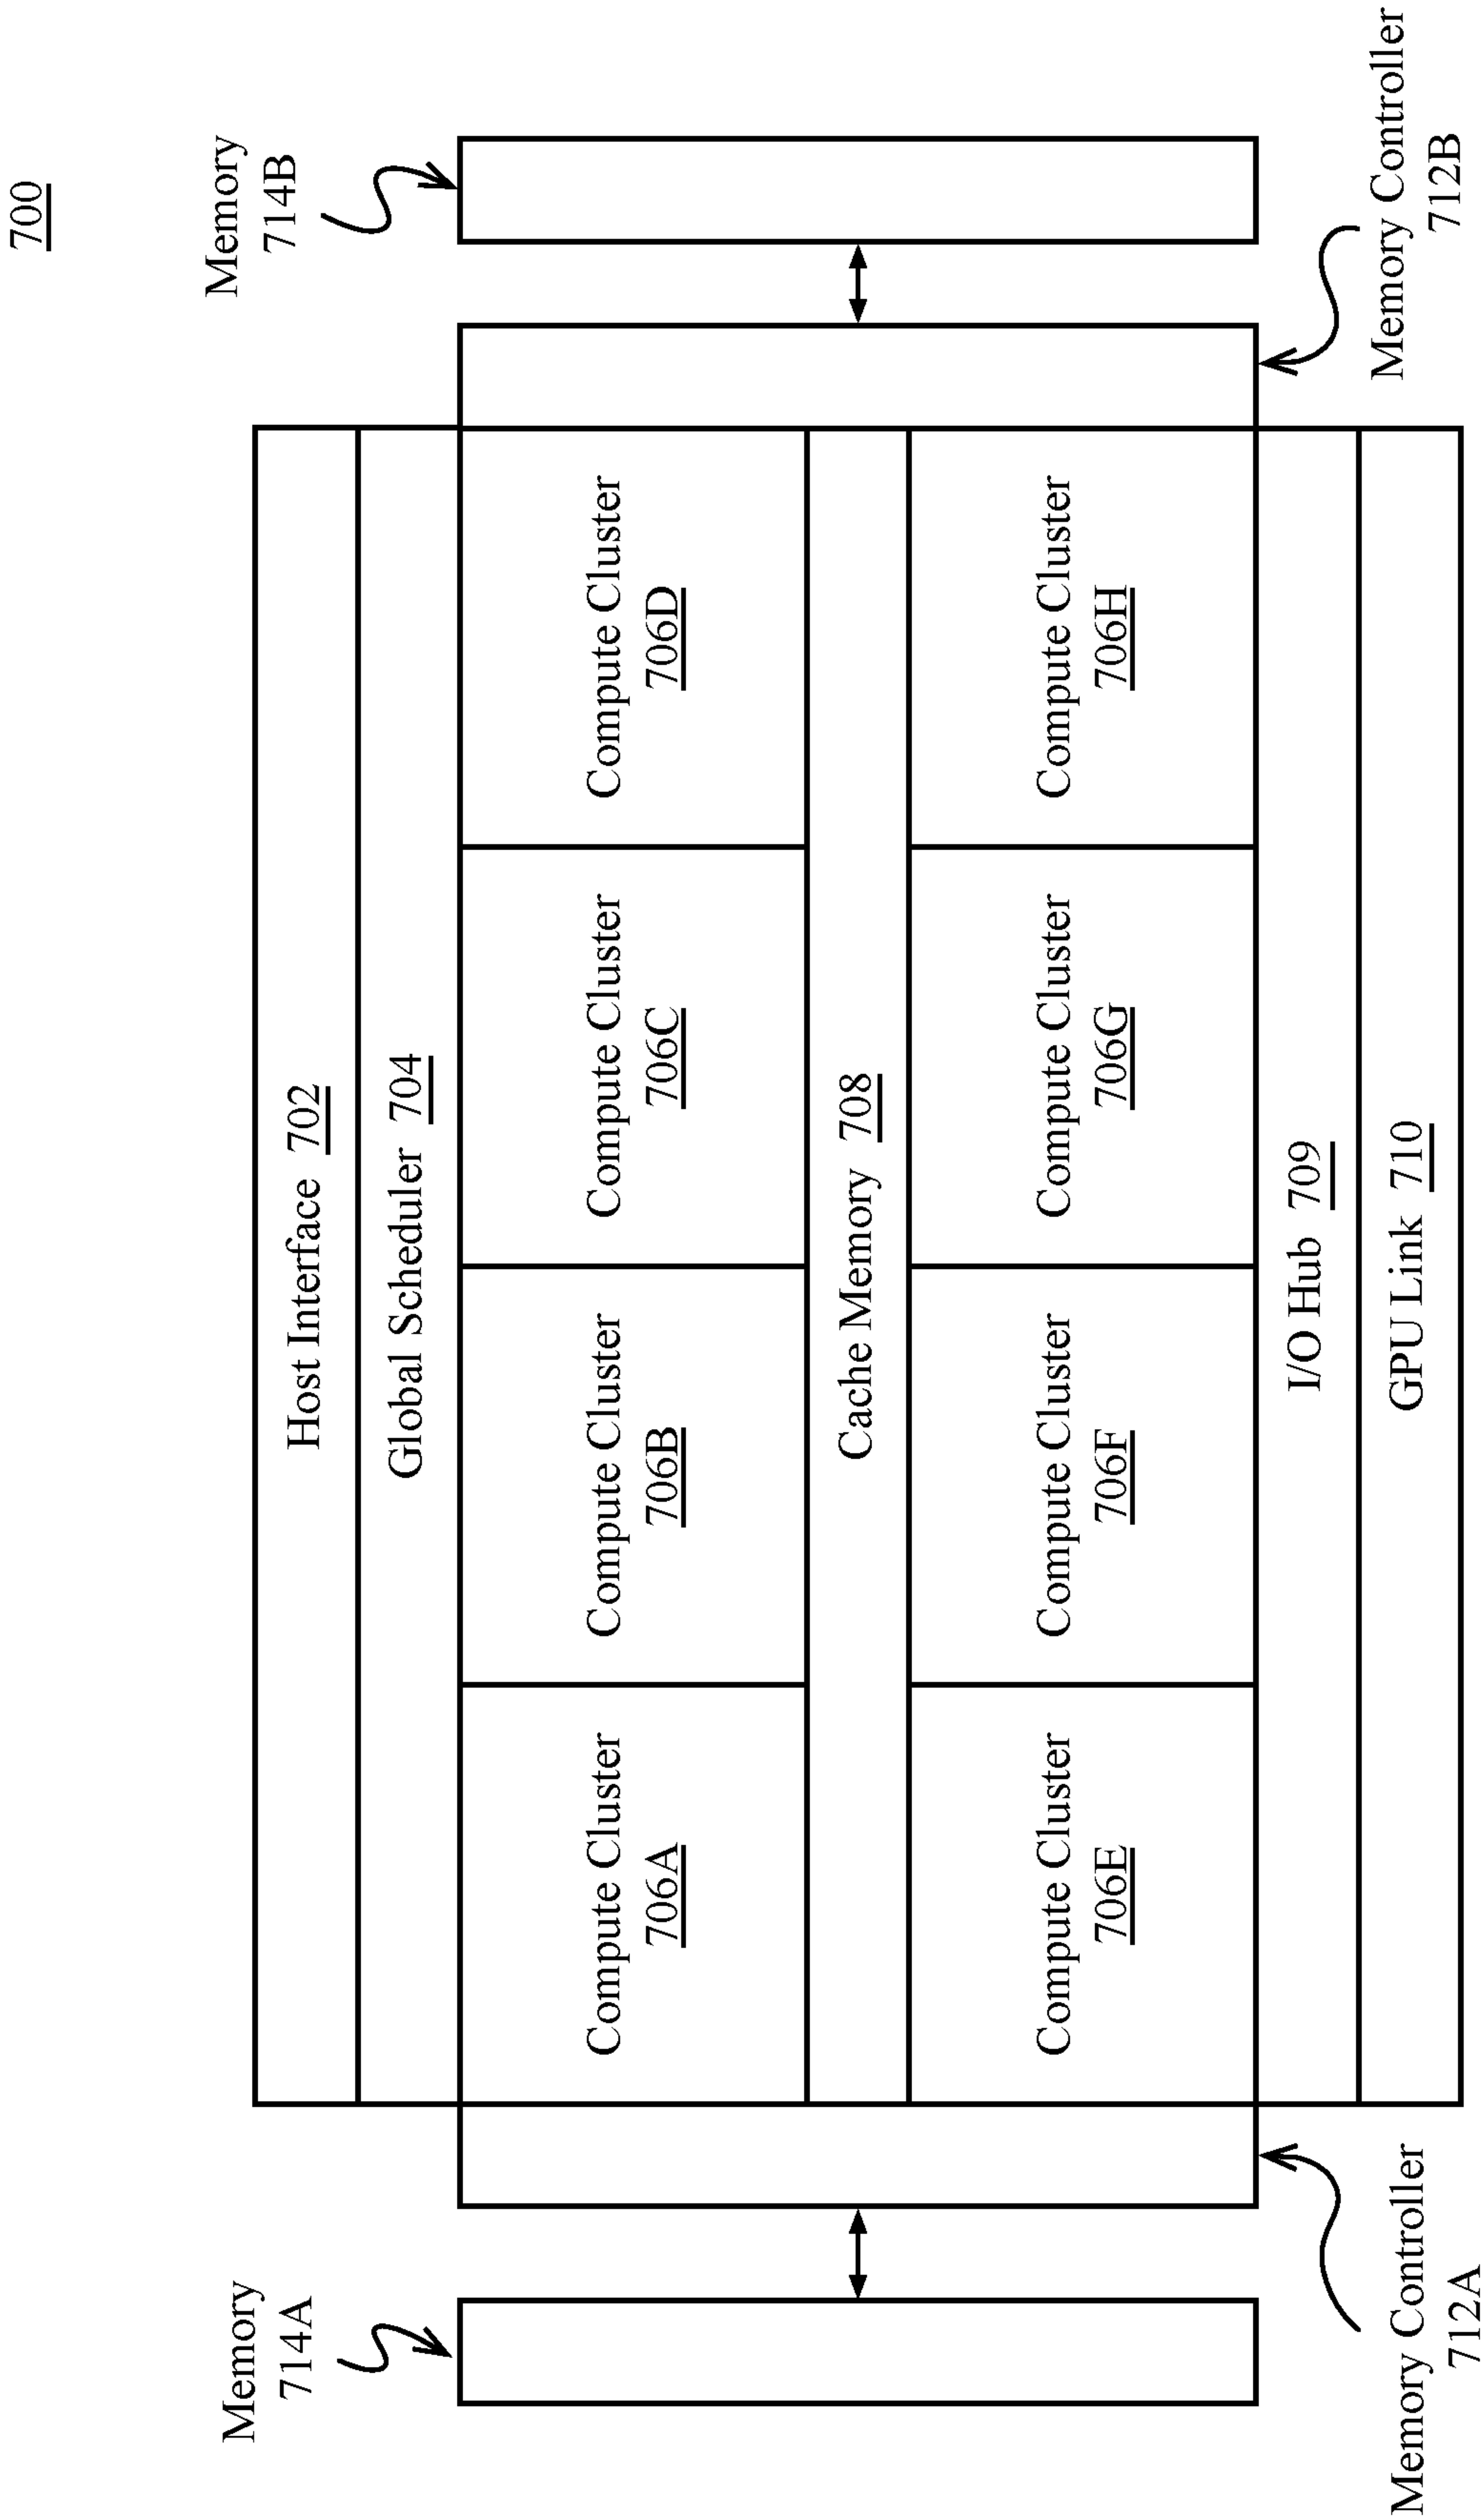 700
Memory
714B
Memory
714A
Host Interface 702
Global Scheduler 704
Compute Cluster
706A
Compute Cluster
706B
Compute Cluster
706C
Compute Cluster
706D
Cache Memory 708
Compute Cluster
706E
Compute Cluster
706F
Compute Cluster
706G
Compute Cluster
706H
I/O Hub 709
GPU Link 710
Memory Controller
712A
Memory Controller
712B